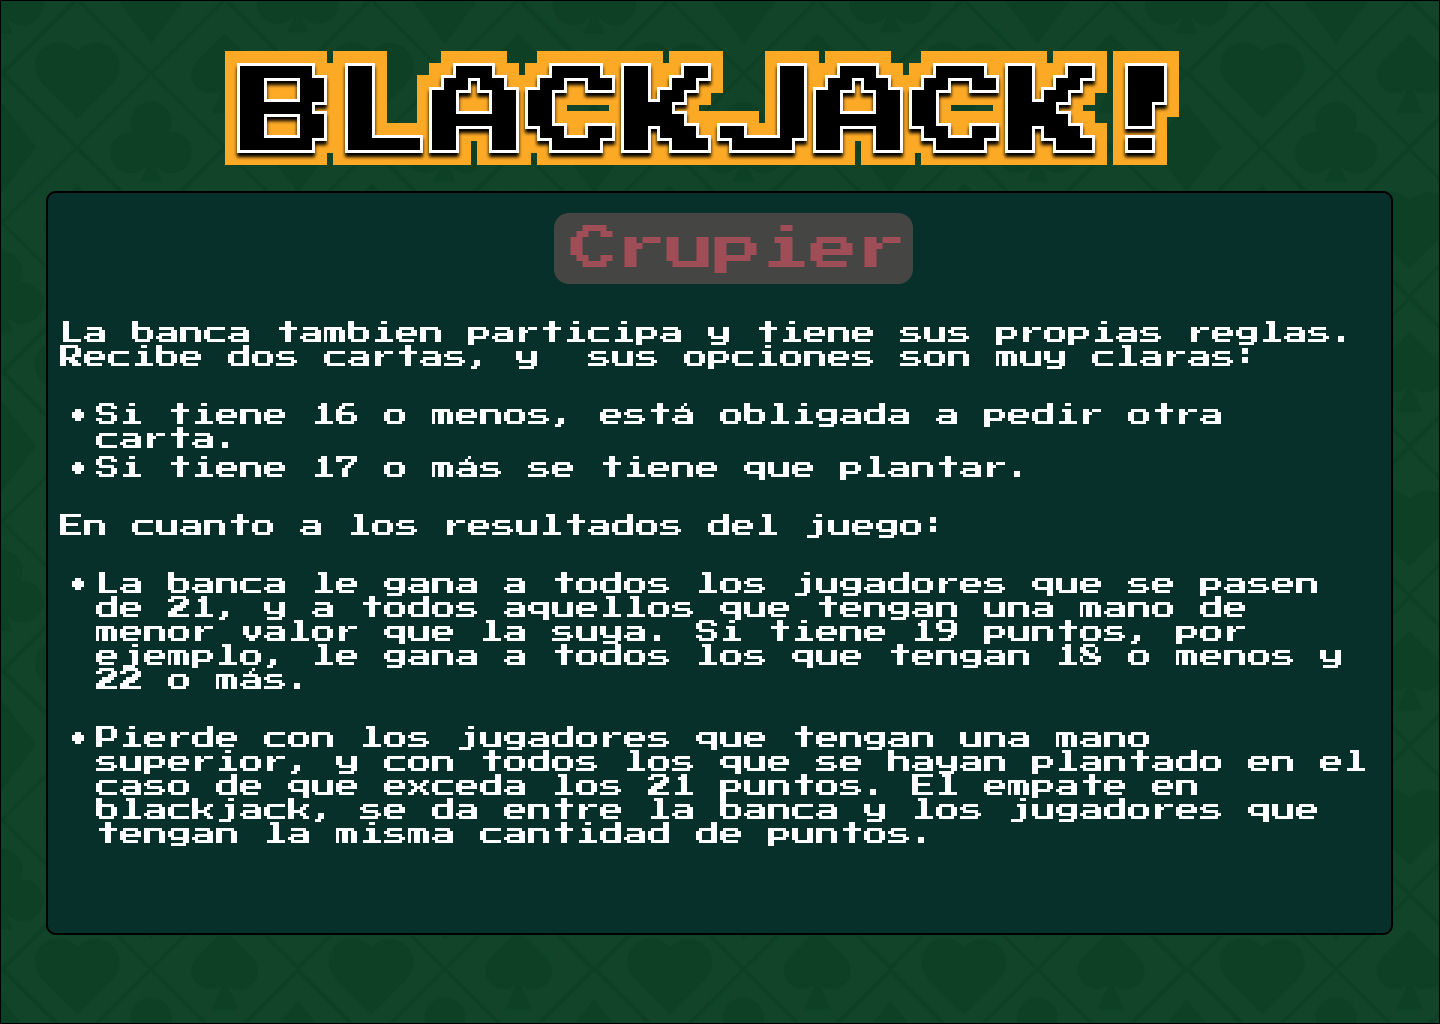 BLACKJACK!
Crupier
La banca tambien participa y tiene sus propias reglas.
Recibe dos cartas, y  sus opciones son muy claras:
•Si tiene 16 o menos, está obligada a pedir otra
carta.
•Si tiene 17 o más se tiene que plantar.
En cuanto a los resultados del juego:
•La banca le gana a todos los jugadores que se pasen
de 21, y a todos aquellos que tengan una mano de
menor valor que la suya. Si tiene 19 puntos, por
ejemplo, le gana a todos los que tengan 18 o menos y
22 o más.
•Pierde con los jugadores que tengan una mano
superior, y con todos los que se hayan plantado en el
caso de que exceda los 21 puntos. El empate en
blackjack, se da entre la banca y los jugadores que
tengan la misma cantidad de puntos.